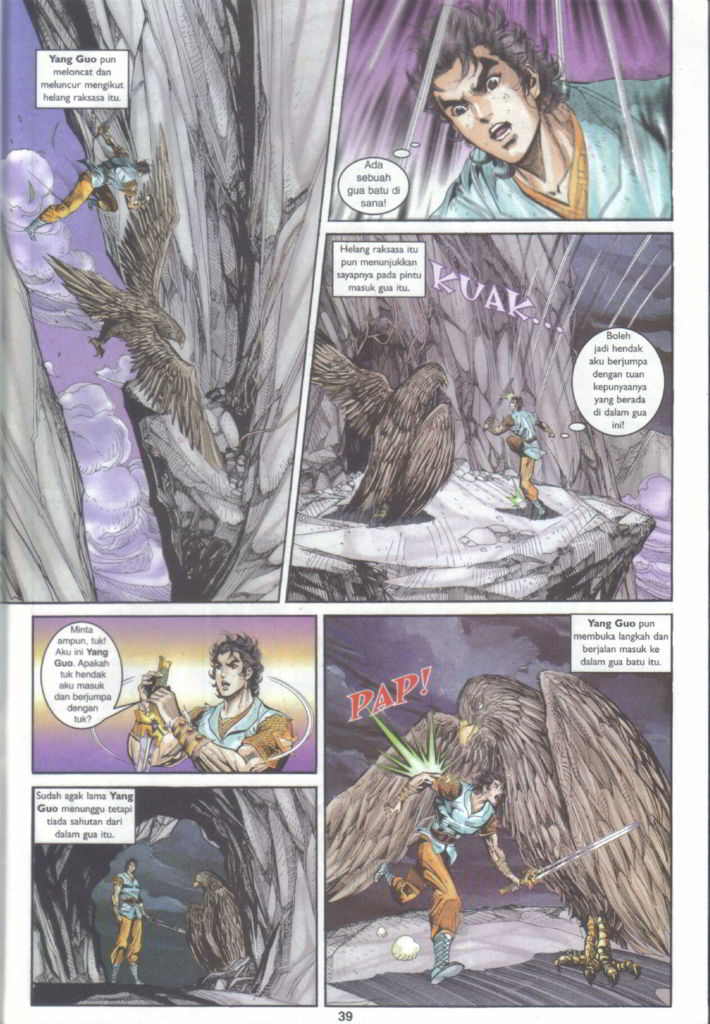 Yang Guo pun
meloncat dan
meluncur mengikut
helang raksasa itu.
Ada
sebuah
gua batu di
sana!
Helang raksasa itu
pun menunjukkan
sayapnya pada pintu
masuk gua itu.
KUAK...
Boleh
jadi hendak
aku berjumpa
dengan tuan
kepunyaanya
yang berada
di dalam gua
ini!
Minta
ampun, tuk!
Aku ini Yang
Guo. Apakah
tuk hendak
aku masuk
dan berjumpa
dengan
tuk?
Sudah agak lama Yang
Guo menunggu tetapi
tiada sahutan dari
dalam gua itu.
Yang Guo pun
membuka langkah dan
berjalan masuk ke
dalam gua batu itu.
PAP!
39